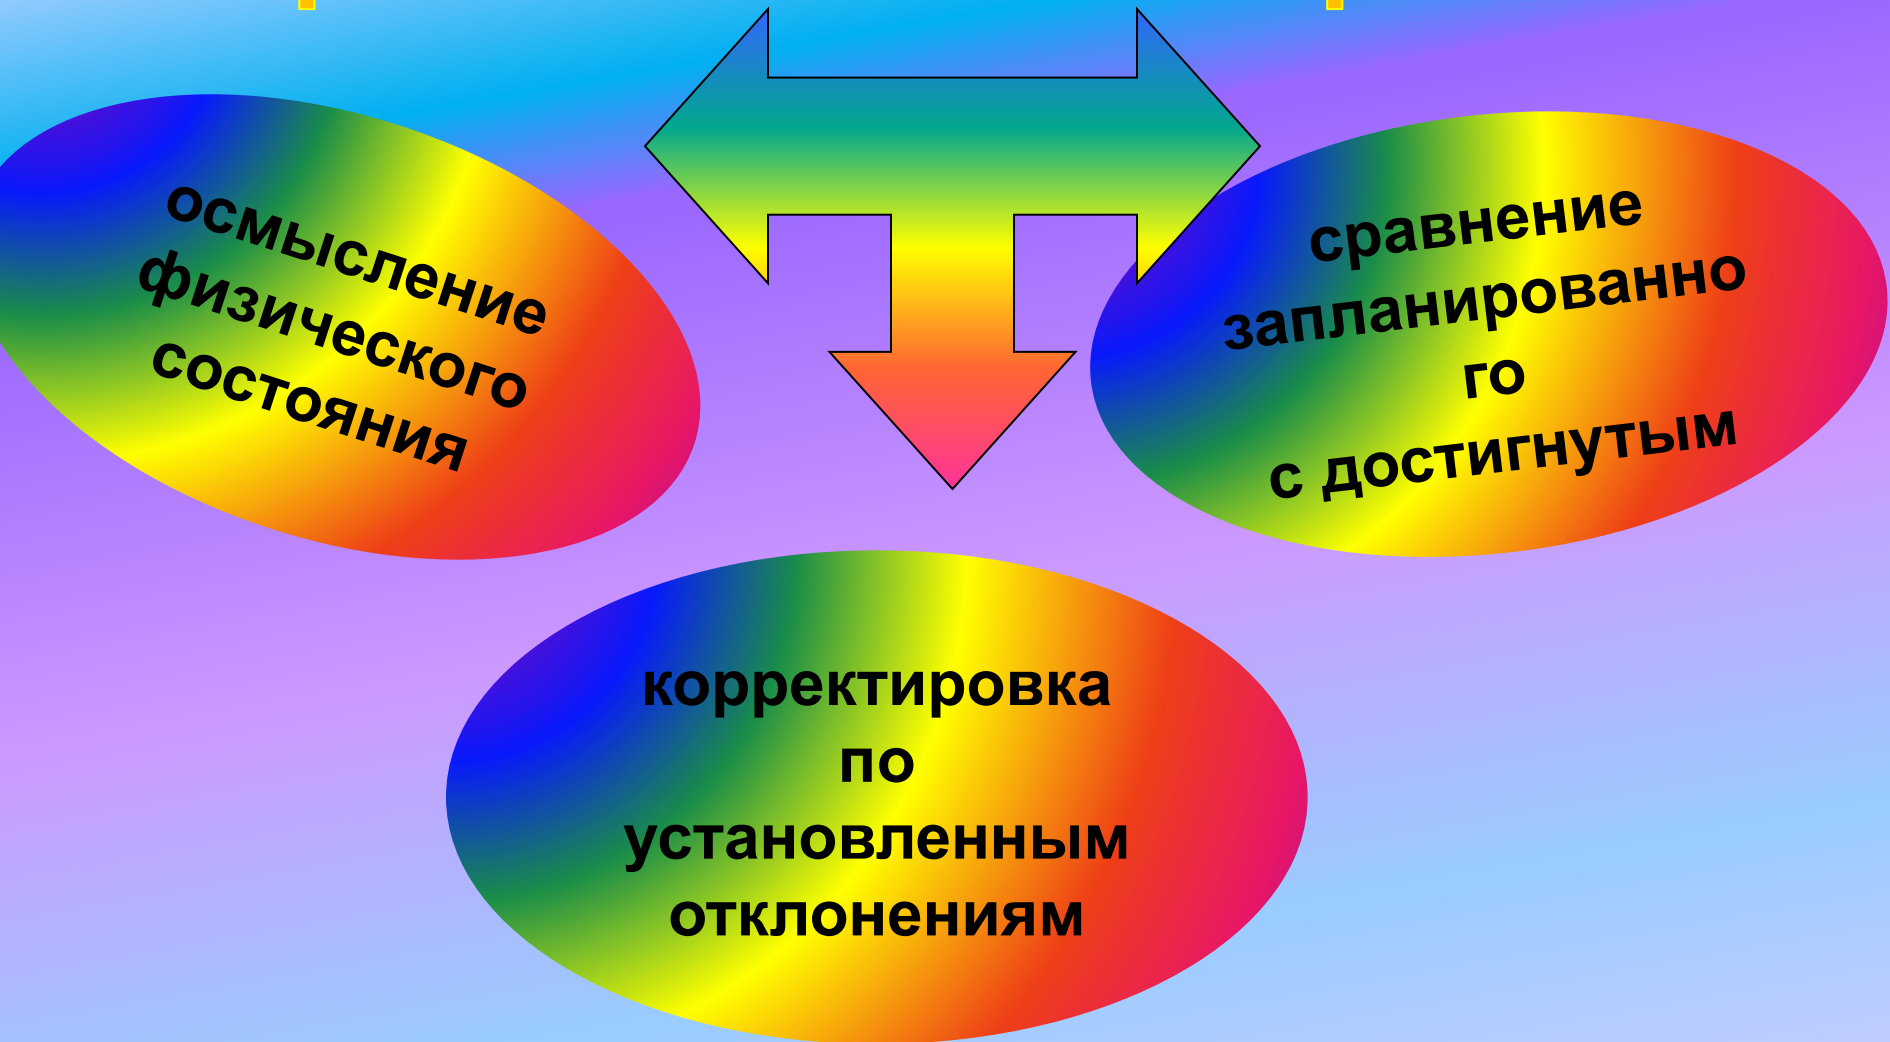 осмысление
физического
состояния
сравнение
запланированно
го
с достигнутым
корректировка
по
установленным
отклонениям